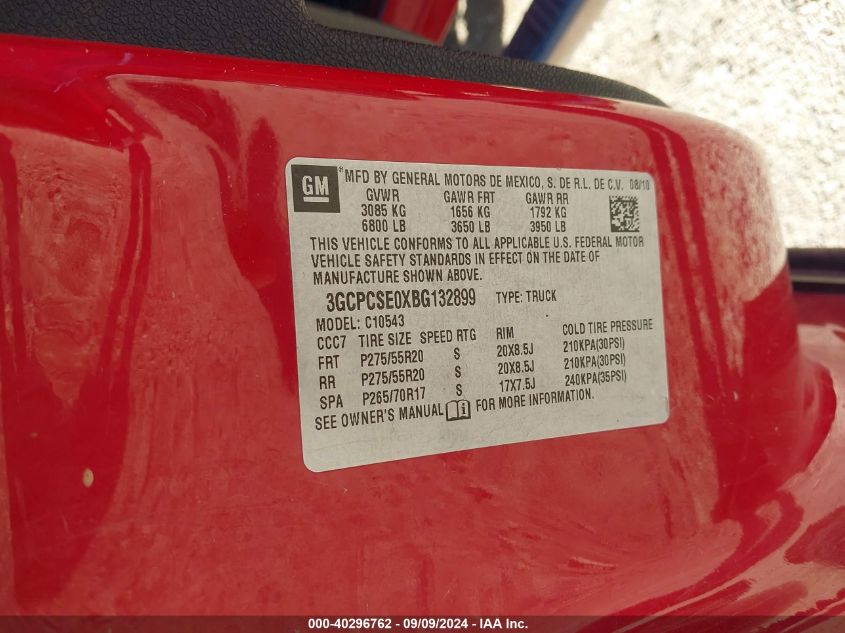 GM ® MFD BY GENERAL MOTORS DE MEXICO, S. DE R.L. DE C.V. 08/10
GVWR GAWR FRT GAWR RR
3085 KG 1656 KG 1792 KG
6800 LB 3650 LB 3950 LB
THIS VEHICLE CONFORMS TO ALL APPLICABLE U.S. FEDERAL MOTOR
VEHICLE SAFETY STANDARDS IN EFFECT ON THE DATE OF
MANUFACTURE SHOWN ABOVE.
3GCPCSE0XBG132899 TYPE: TRUCK
MODEL: C10543
CCC7 TIRE SIZE SPEED RTG RIM COLD TIRE PRESSURE
FRT P275/55R20 S 20X8.5J 210KPA(30PSI)
RR P275/55R20 S 20X8.5J 210KPA(30PSI)
SPA P265/70R17 S 17X7.5J 240KPA(35PSI)
SEE OWNER'S MANUAL i FOR MORE INFORMATION.
000-40296762 - 09/09/2024 - IAA Inc.